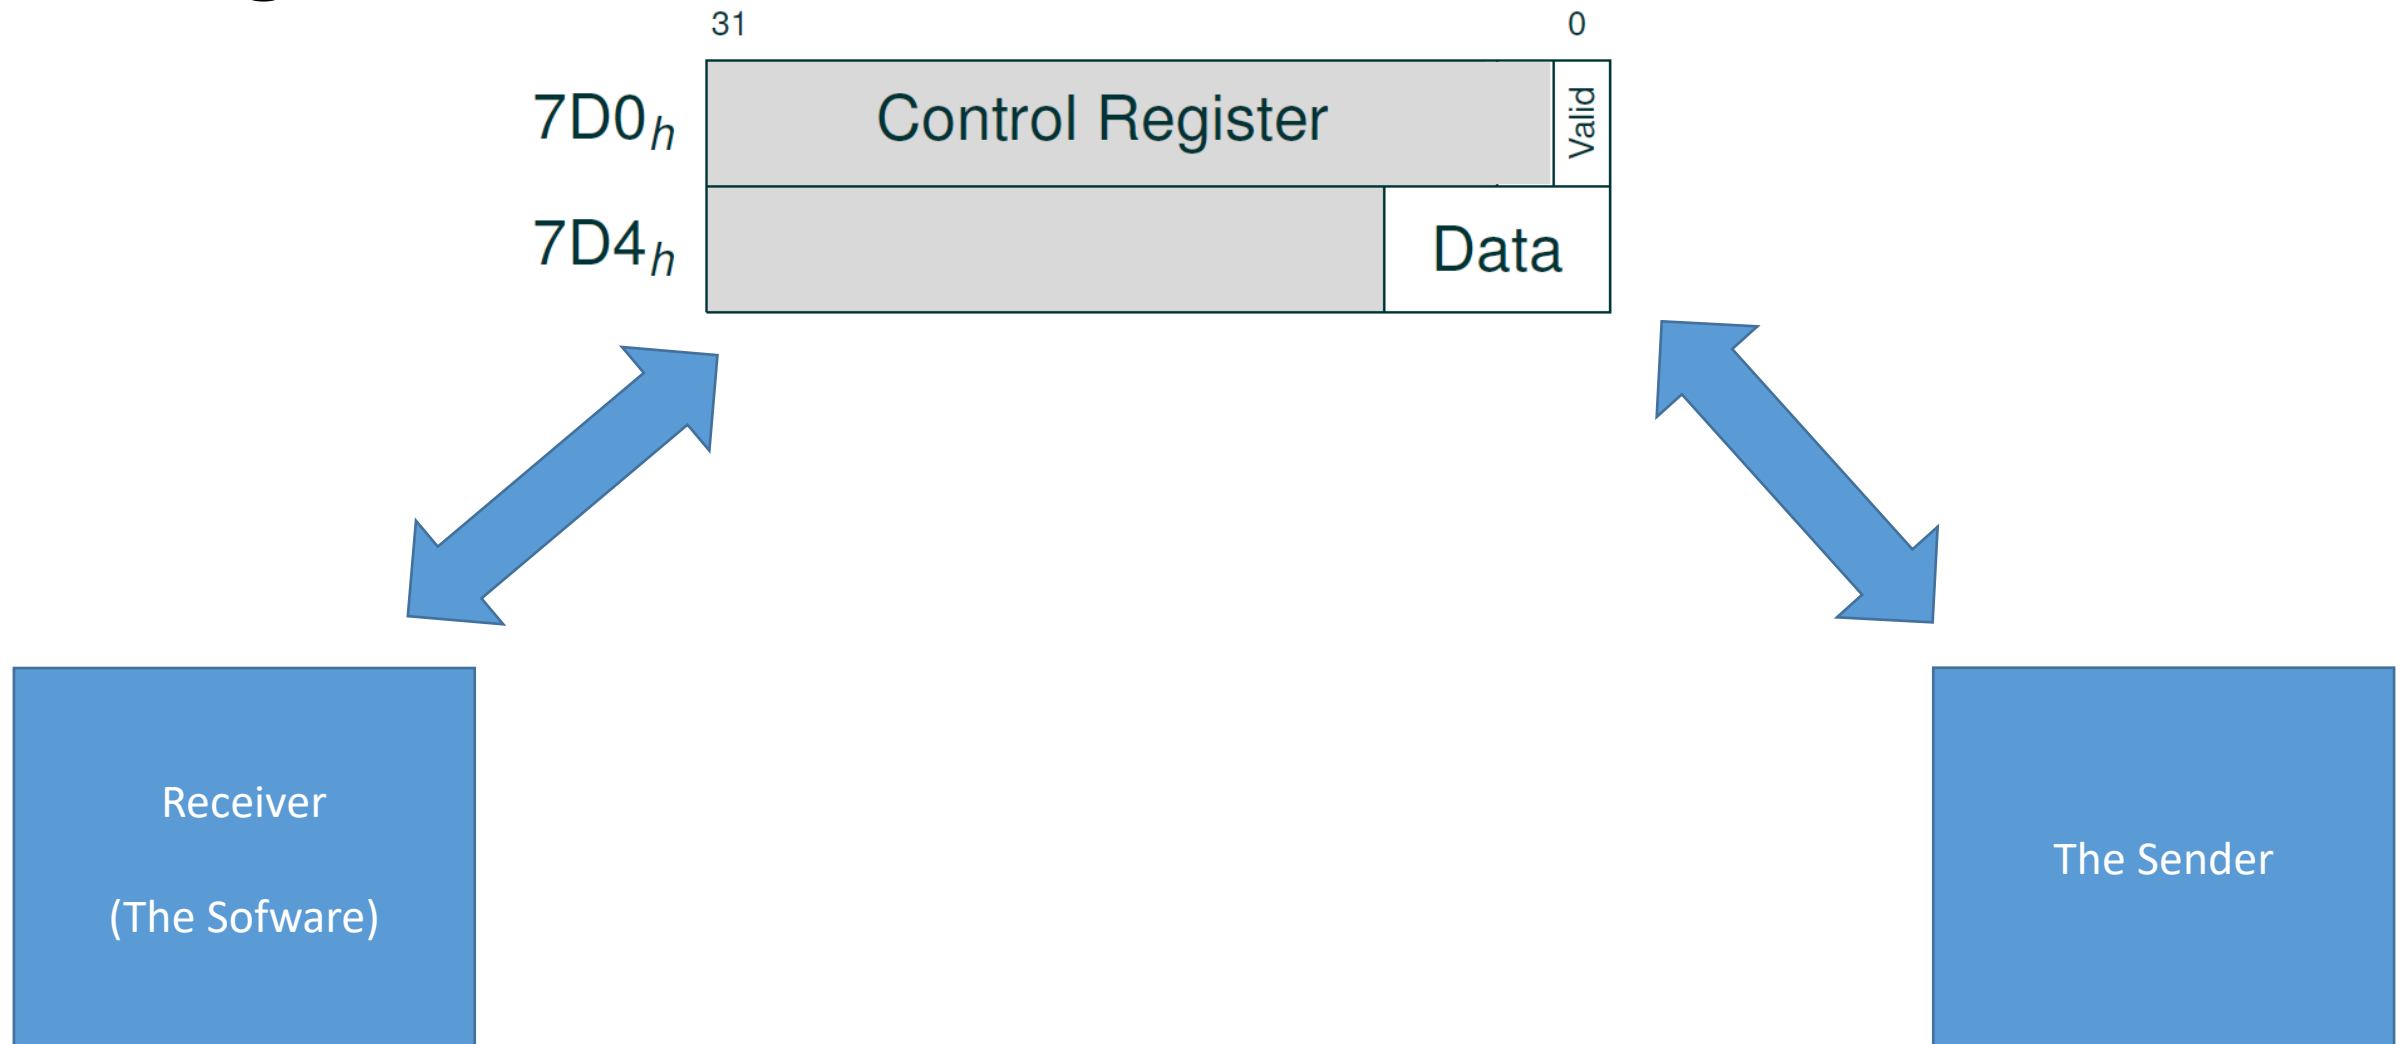 31 0
7D0h Control Register Valid
7D4h Data
Receiver
(The Sofware)
The Sender